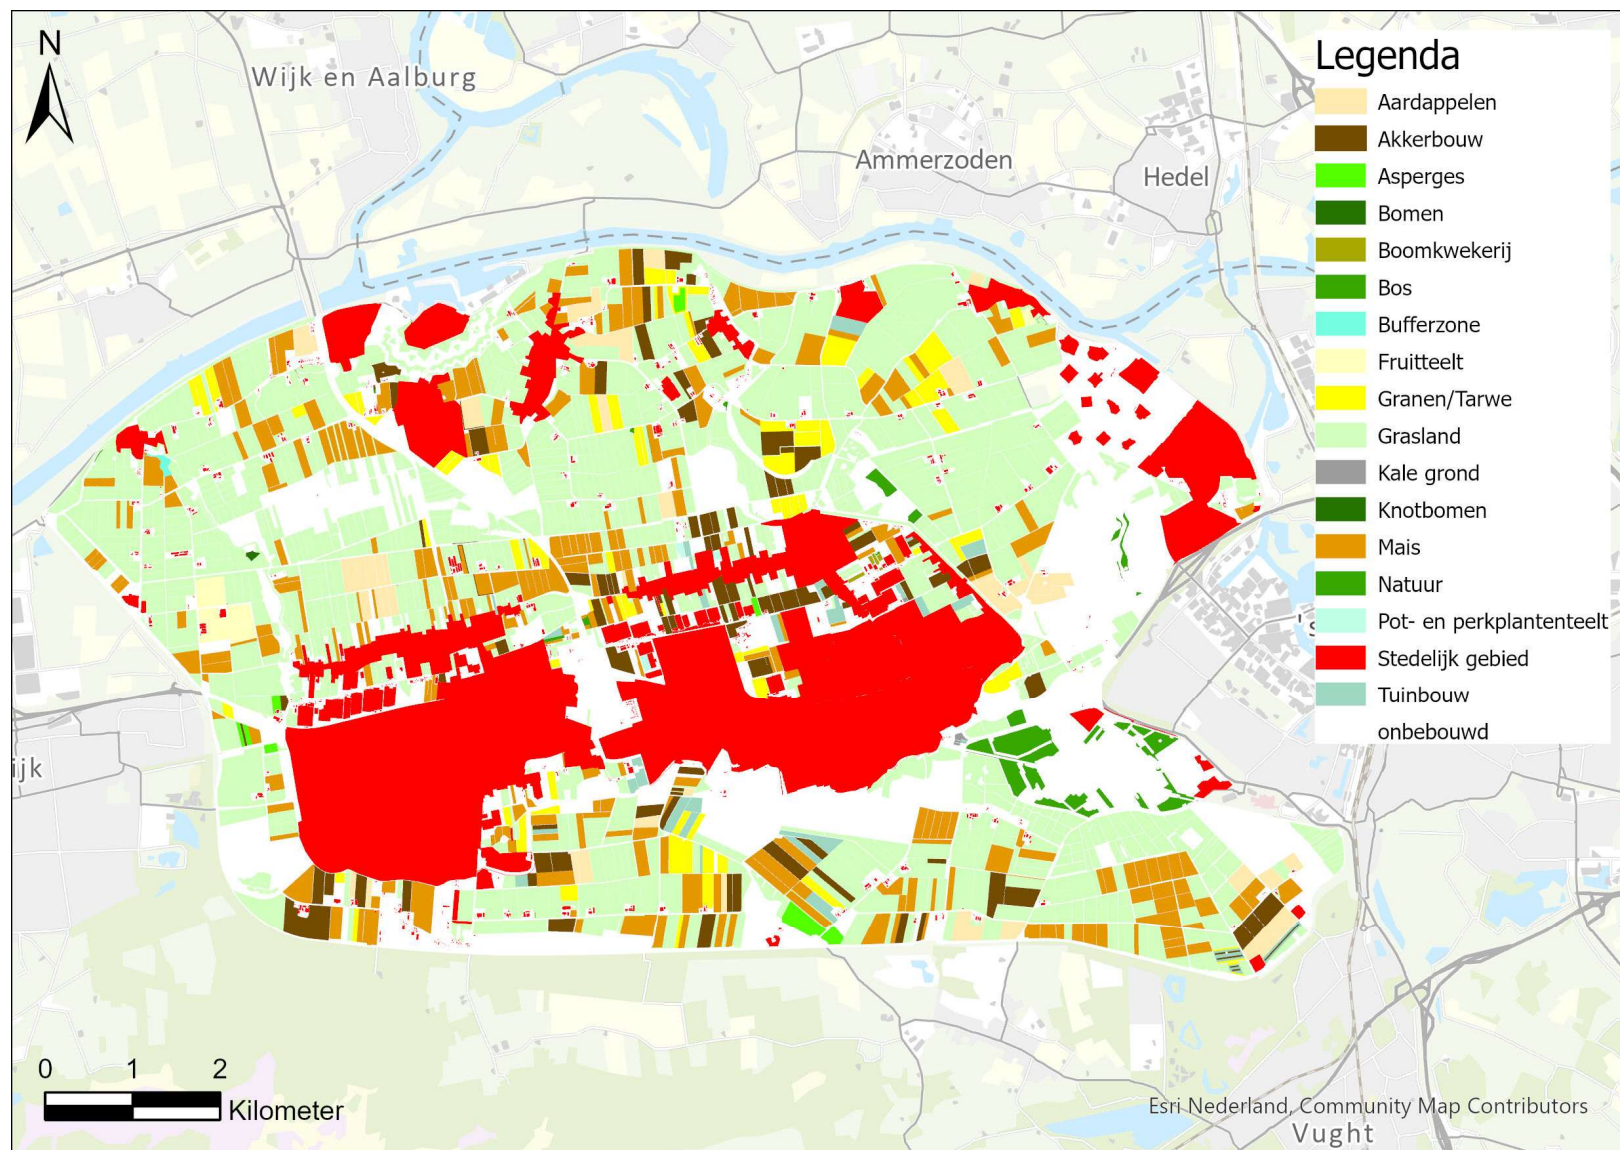 N
Wijk en Aalburg
Ammerzoden
Hedel
Legenda
Aardappelen
Akkerbouw
Asperges
Bomen
Boomkwekerij
Bos
Bufferzone
Fruitteelt
Granen/Tarwe
Grasland
Kale grond
Knotbomen
Mais
Natuur
Pot- en perkplantenteelt
Stedelijk gebied
Tuinbouw
onbebouwd
's
ijk
0 1 2
Kilometer
Esri Nederland, Community Map Contributors
Vught